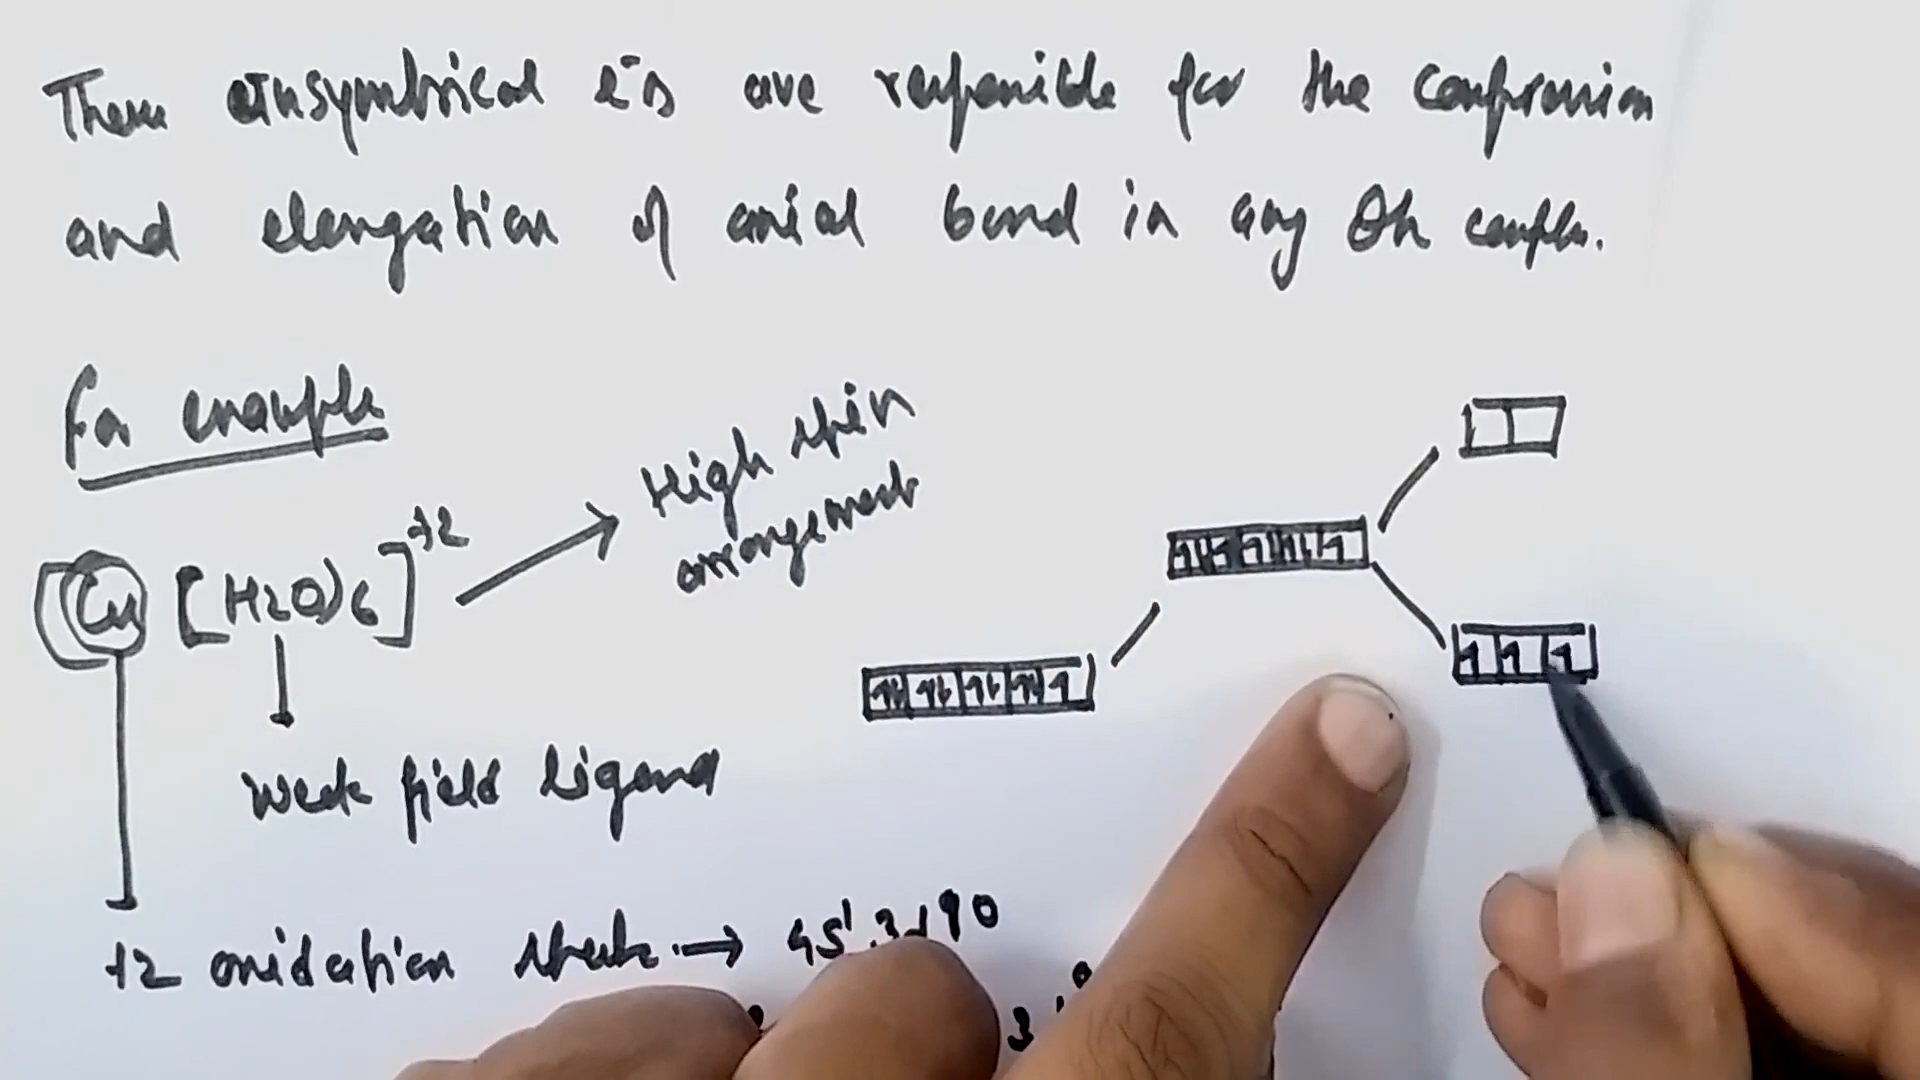 These unsymmetrical e⁻s are responsible for the compression
and elongation of axial bond in any Oh complex.
For example
Cu [H2O)6]+2
High spin
arrangement
Weak field ligand
+2 oxidation state → 4S¹ 3d10
3